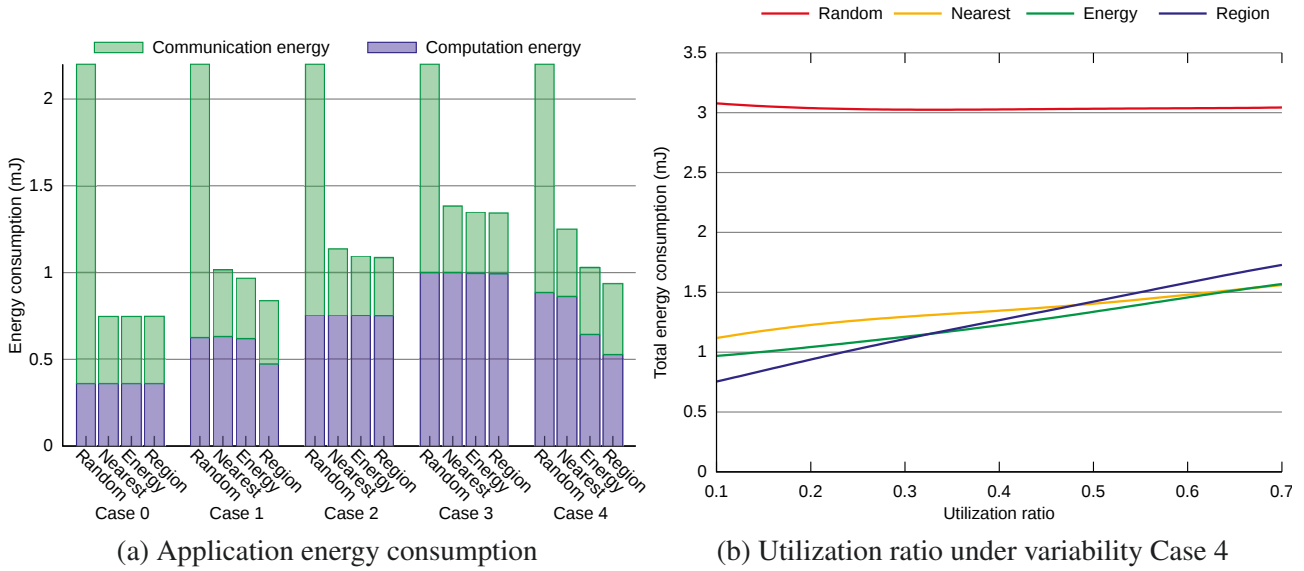 Communication energy Computation energy
Energy consumption (mJ)
2
1.5
1
0.5
0
Random Nearest Energy Region
Random Nearest Energy Region
Random Nearest Energy Region
Random Nearest Energy Region
Random Nearest Energy Region
Case 0 Case 1 Case 2 Case 3 Case 4
(a) Application energy consumption
Random Nearest Energy Region
Total energy consumption (mJ)
3.5
3
2.5
2
1.5
1
0.5
0
0.1 0.2 0.3 0.4 0.5 0.6 0.7
Utilization ratio
(b) Utilization ratio under variability Case 4